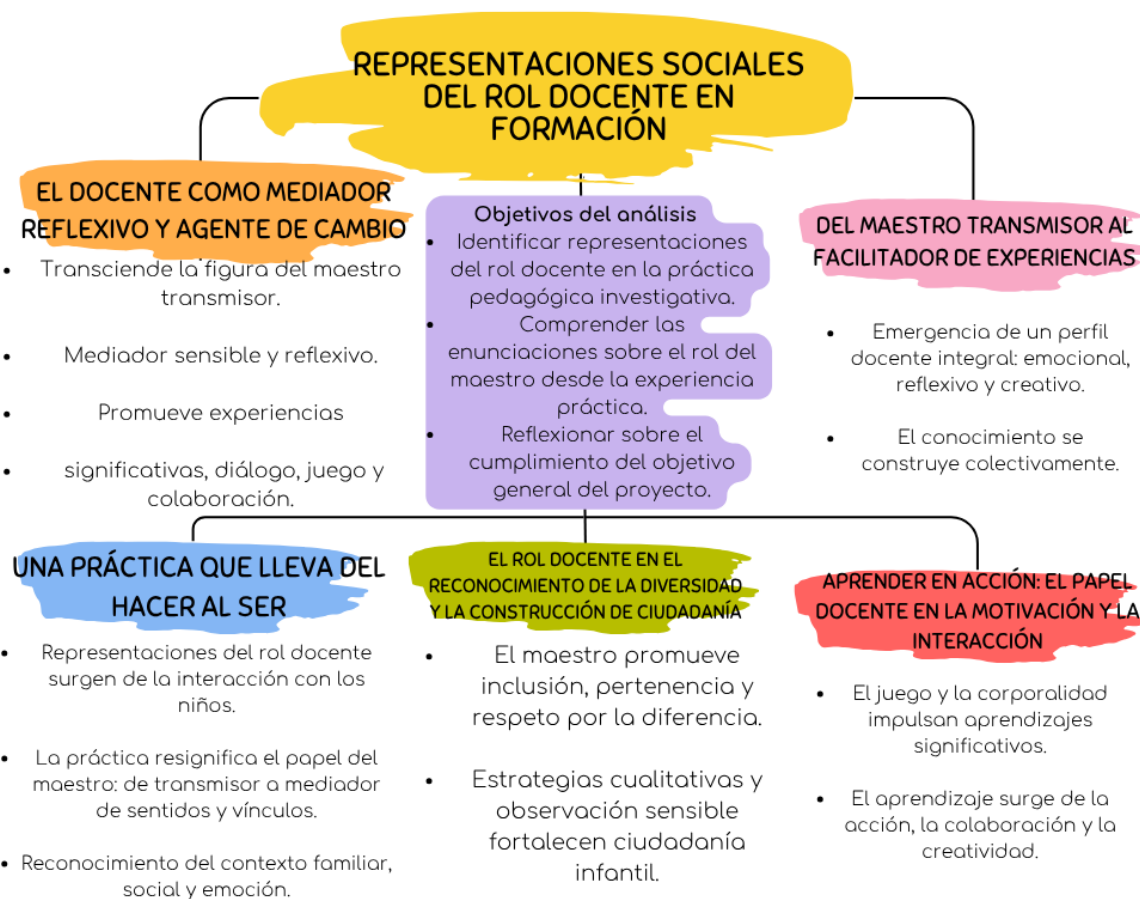 REPRESENTACIONES SOCIALES
DEL ROL DOCENTE EN
FORMACIÓN
EL DOCENTE COMO MEDIADOR
REFLEXIVO Y AGENTE DE CAMBIO
• Transciende la figura del maestro
transmisor.
• Mediador sensible y reflexivo.
• Promueve experiencias
• significativas, diálogo, juego y
colaboración.
Objetivos del análisis
• Identificar representaciones
del rol docente en la práctica
pedagógica investigativa.
• Comprender las
enunciaciones sobre el rol del
maestro desde la experiencia
práctica.
• Reflexionar sobre el
cumplimiento del objetivo
general del proyecto.
DEL MAESTRO TRANSMISOR AL
FACILITADOR DE EXPERIENCIAS
• Emergencia de un perfil
docente integral: emocional,
reflexivo y creativo.
• El conocimiento se
construye colectivamente.
UNA PRÁCTICA QUE LLEVA DEL
HACER AL SER
• Representaciones del rol docente
surgen de la interacción con los
niños.
• La práctica resignifica el papel del
maestro: de transmisor a mediador
de sentidos y vínculos.
• Reconocimiento del contexto familiar,
social y emoción.
EL ROL DOCENTE EN EL
RECONOCIMIENTO DE LA DIVERSIDAD
Y LA CONSTRUCCIÓN DE CIUDADANÍA
• El maestro promueve
inclusión, pertenencia y
respeto por la diferencia.
• Estrategias cualitativas y
observación sensible
fortalecen ciudadanía
infantil.
APRENDER EN ACCIÓN: EL PAPEL
DOCENTE EN LA MOTIVACIÓN Y LA
INTERACCIÓN
• El juego y la corporalidad
impulsan aprendizajes
significativos.
• El aprendizaje surge de la
acción, la colaboración y la
creatividad.